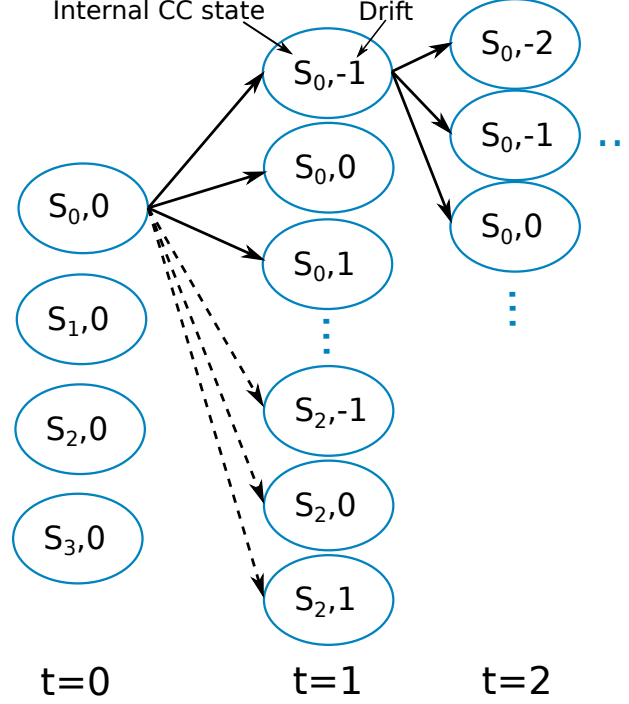 Internal CC state
Drift
S₀,0
S₁,0
S₂,0
S₃,0
t=0
S₀,-1
S₀,0
S₀,1
S₂,-1
S₂,0
S₂,1
t=1
S₀,-2
S₀,-1
S₀,0
t=2